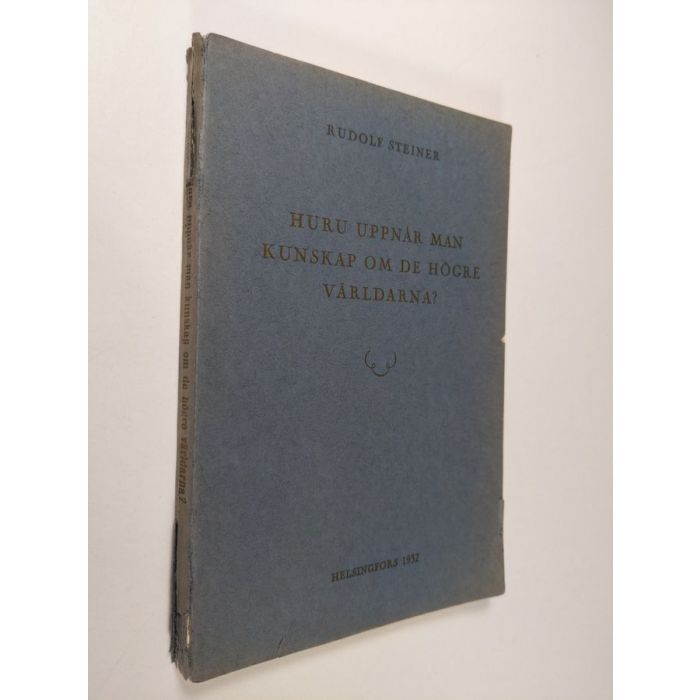 RUDOLF STEINER
HURU UPPNÅR MAN
KUNSKAP OM DE HÖGRE
VÄRLDARNA?
HELSINGFORS 1937
Huru uppnår man kunskap om de högre världarna?